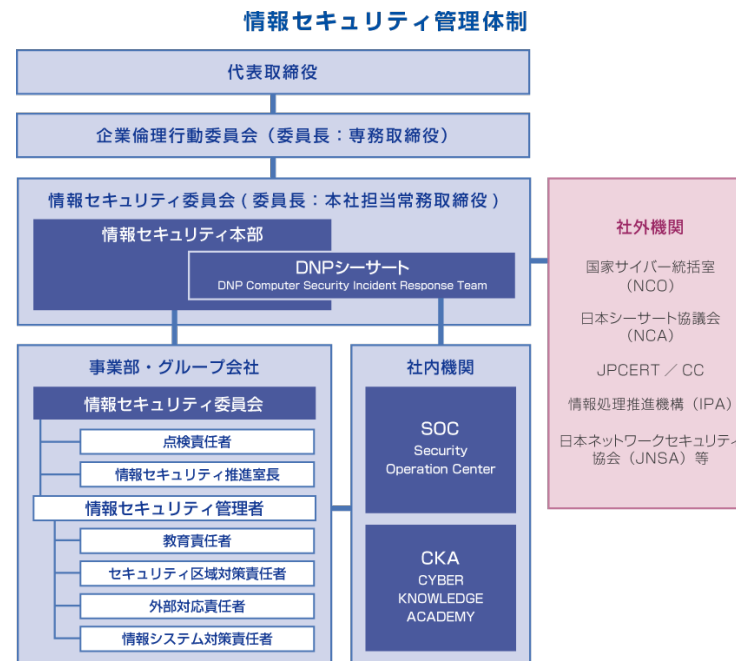 情報セキュリティ管理体制
代表取締役
企業倫理行動委員会（委員長：専務取締役）
情報セキュリティ委員会 ( 委員長：本社担当常務取締役 )
情報セキュリティ本部
DNPシーサート
DNP Computer Security Incident Response Team
事業部・グループ会社
情報セキュリティ委員会
点検責任者
情報セキュリティ推進室長
情報セキュリティ管理者
教育責任者
セキュリティ区域対策責任者
外部対応責任者
情報システム対策責任者
社内機関
SOC
Security
Operation Center
CKA
CYBER
KNOWLEDGE
ACADEMY
社外機関
国家サイバー統括室
（NCO）
日本シーサート協議会
（NCA）
JPCERT ／ CC
情報処理推進機構（IPA）
日本ネットワークセキュリティ
協会（JNSA）等